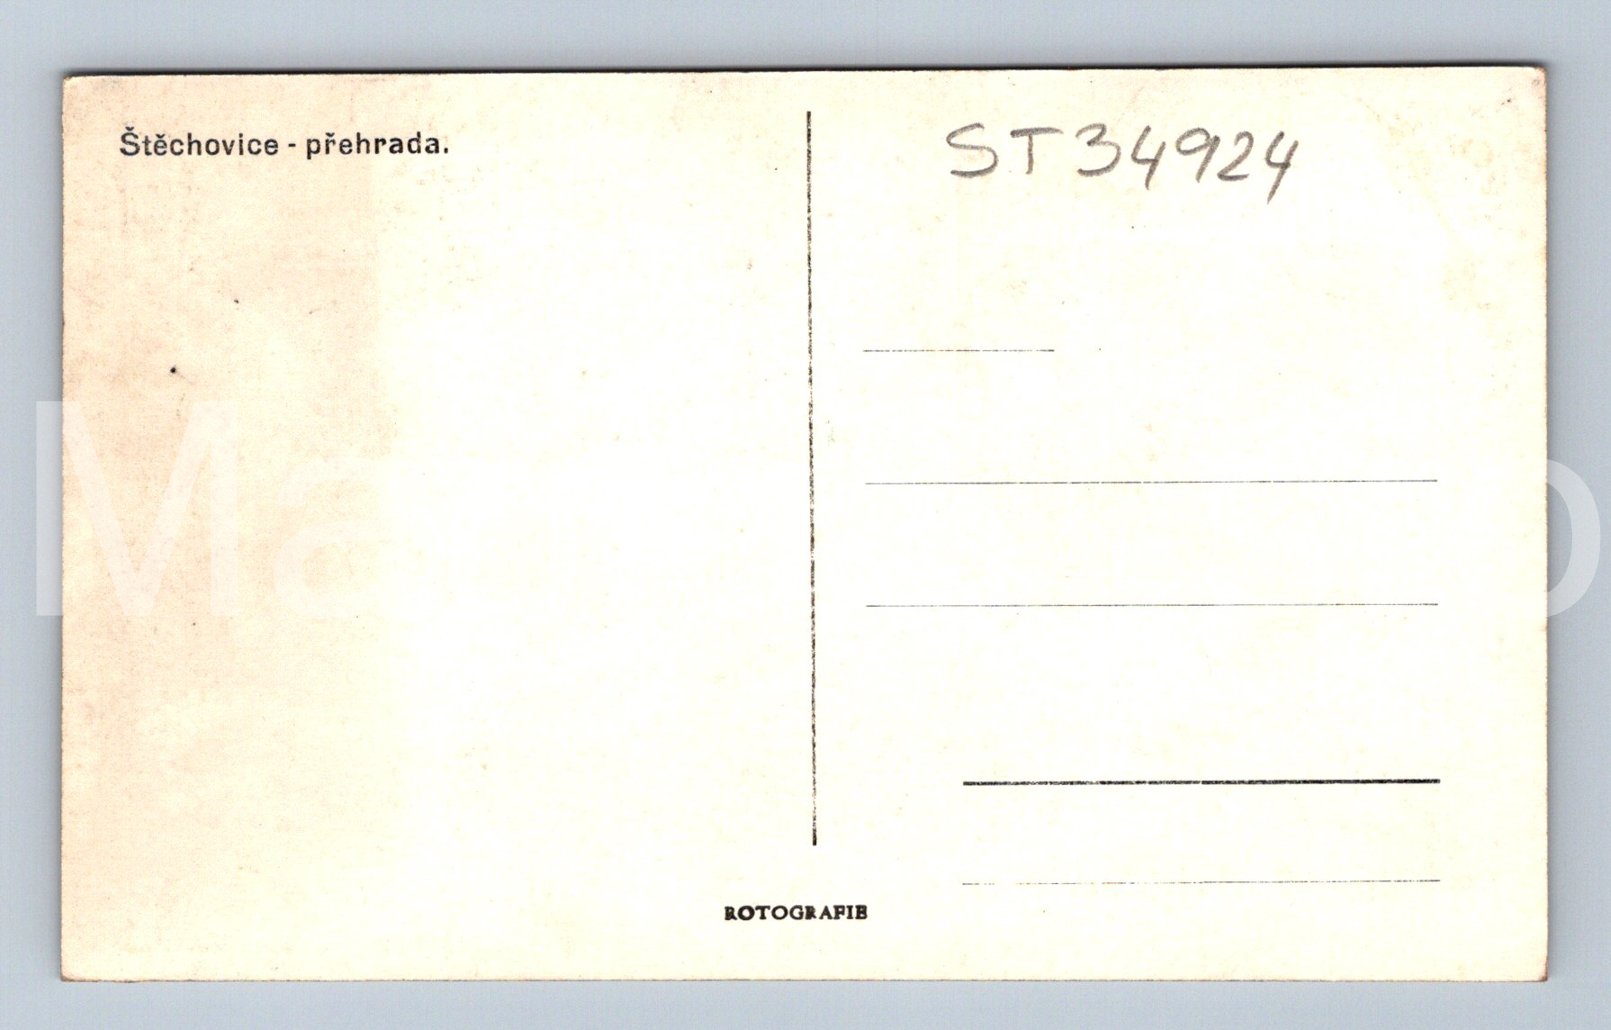 Štěchovice - přehrada.
ST34924
ROTOGRAFIE